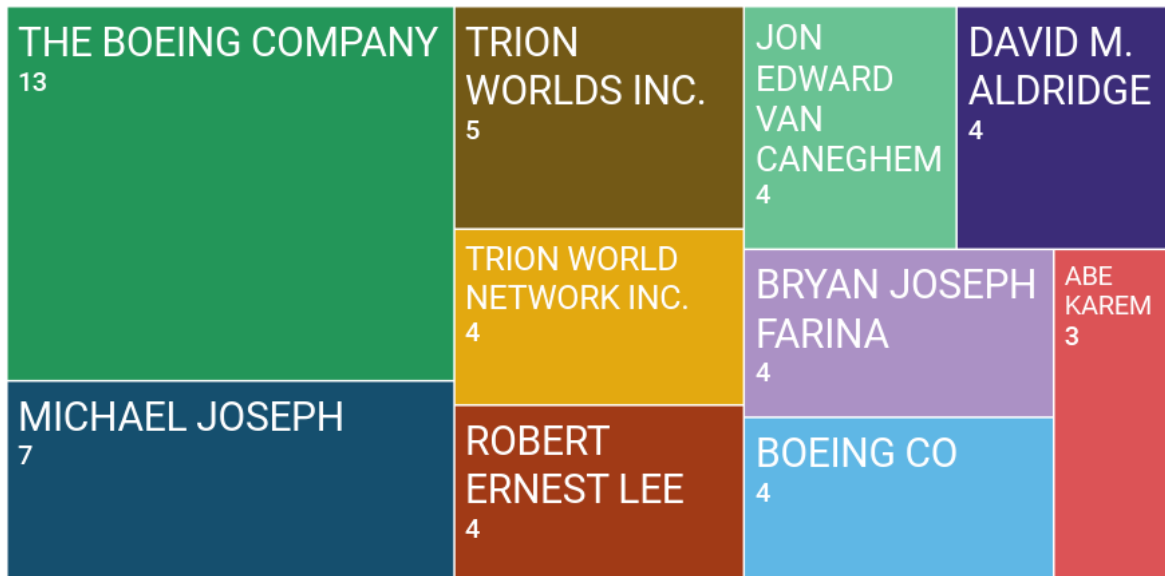 THE BOEING COMPANY
13
MICHAEL JOSEPH
7
TRION
WORLDS INC.
5
TRION WORLD
NETWORK INC.
4
ROBERT
ERNEST LEE
4
JON
EDWARD
VAN
CANEGHEM
4
DAVID M.
ALDRIDGE
4
BRYAN JOSEPH
FARINA
4
BOEING CO
4
ABE
KAREM
3